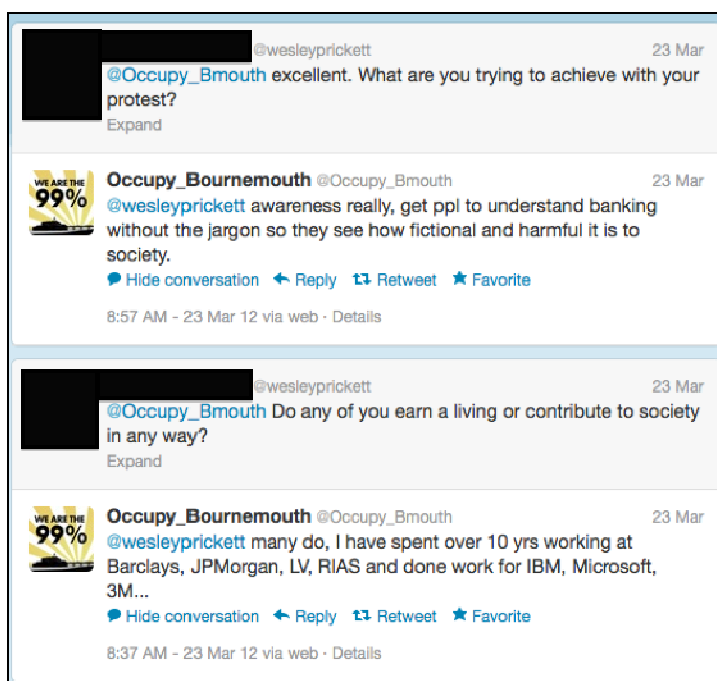 @wesleyprickett 23 Mar
@Occupy_Bmouth excellent. What are you trying to achieve with your
protest?
Expand
WE ARE THE
99%
Occupy_Bournemouth @Occupy_Bmouth 23 Mar
@wesleyprickett awareness really, get ppl to understand banking
without the jargon so they see how fictional and harmful it is to
society.
Hide conversation Reply Retweet Favorite
8:57 AM - 23 Mar 12 via web · Details
@wesleyprickett 23 Mar
@Occupy_Bmouth Do any of you earn a living or contribute to society
in any way?
Expand
WE ARE THE
99%
Occupy_Bournemouth @Occupy_Bmouth 23 Mar
@wesleyprickett many do, I have spent over 10 yrs working at
Barclays, JPMorgan, LV, RIAS and done work for IBM, Microsoft,
3M...
Hide conversation Reply Retweet Favorite
8:37 AM - 23 Mar 12 via web · Details